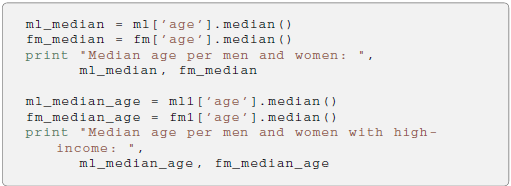 ml_median = ml['age'].median()
fm_median = fm['age'].median()
print "Median age per men and women: ",
ml_median, fm_median
ml_median_age = ml1['age'].median()
fm_median_age = fm1['age'].median()
print "Median age per men and women with high-
income: ",
ml_median_age, fm_median_age